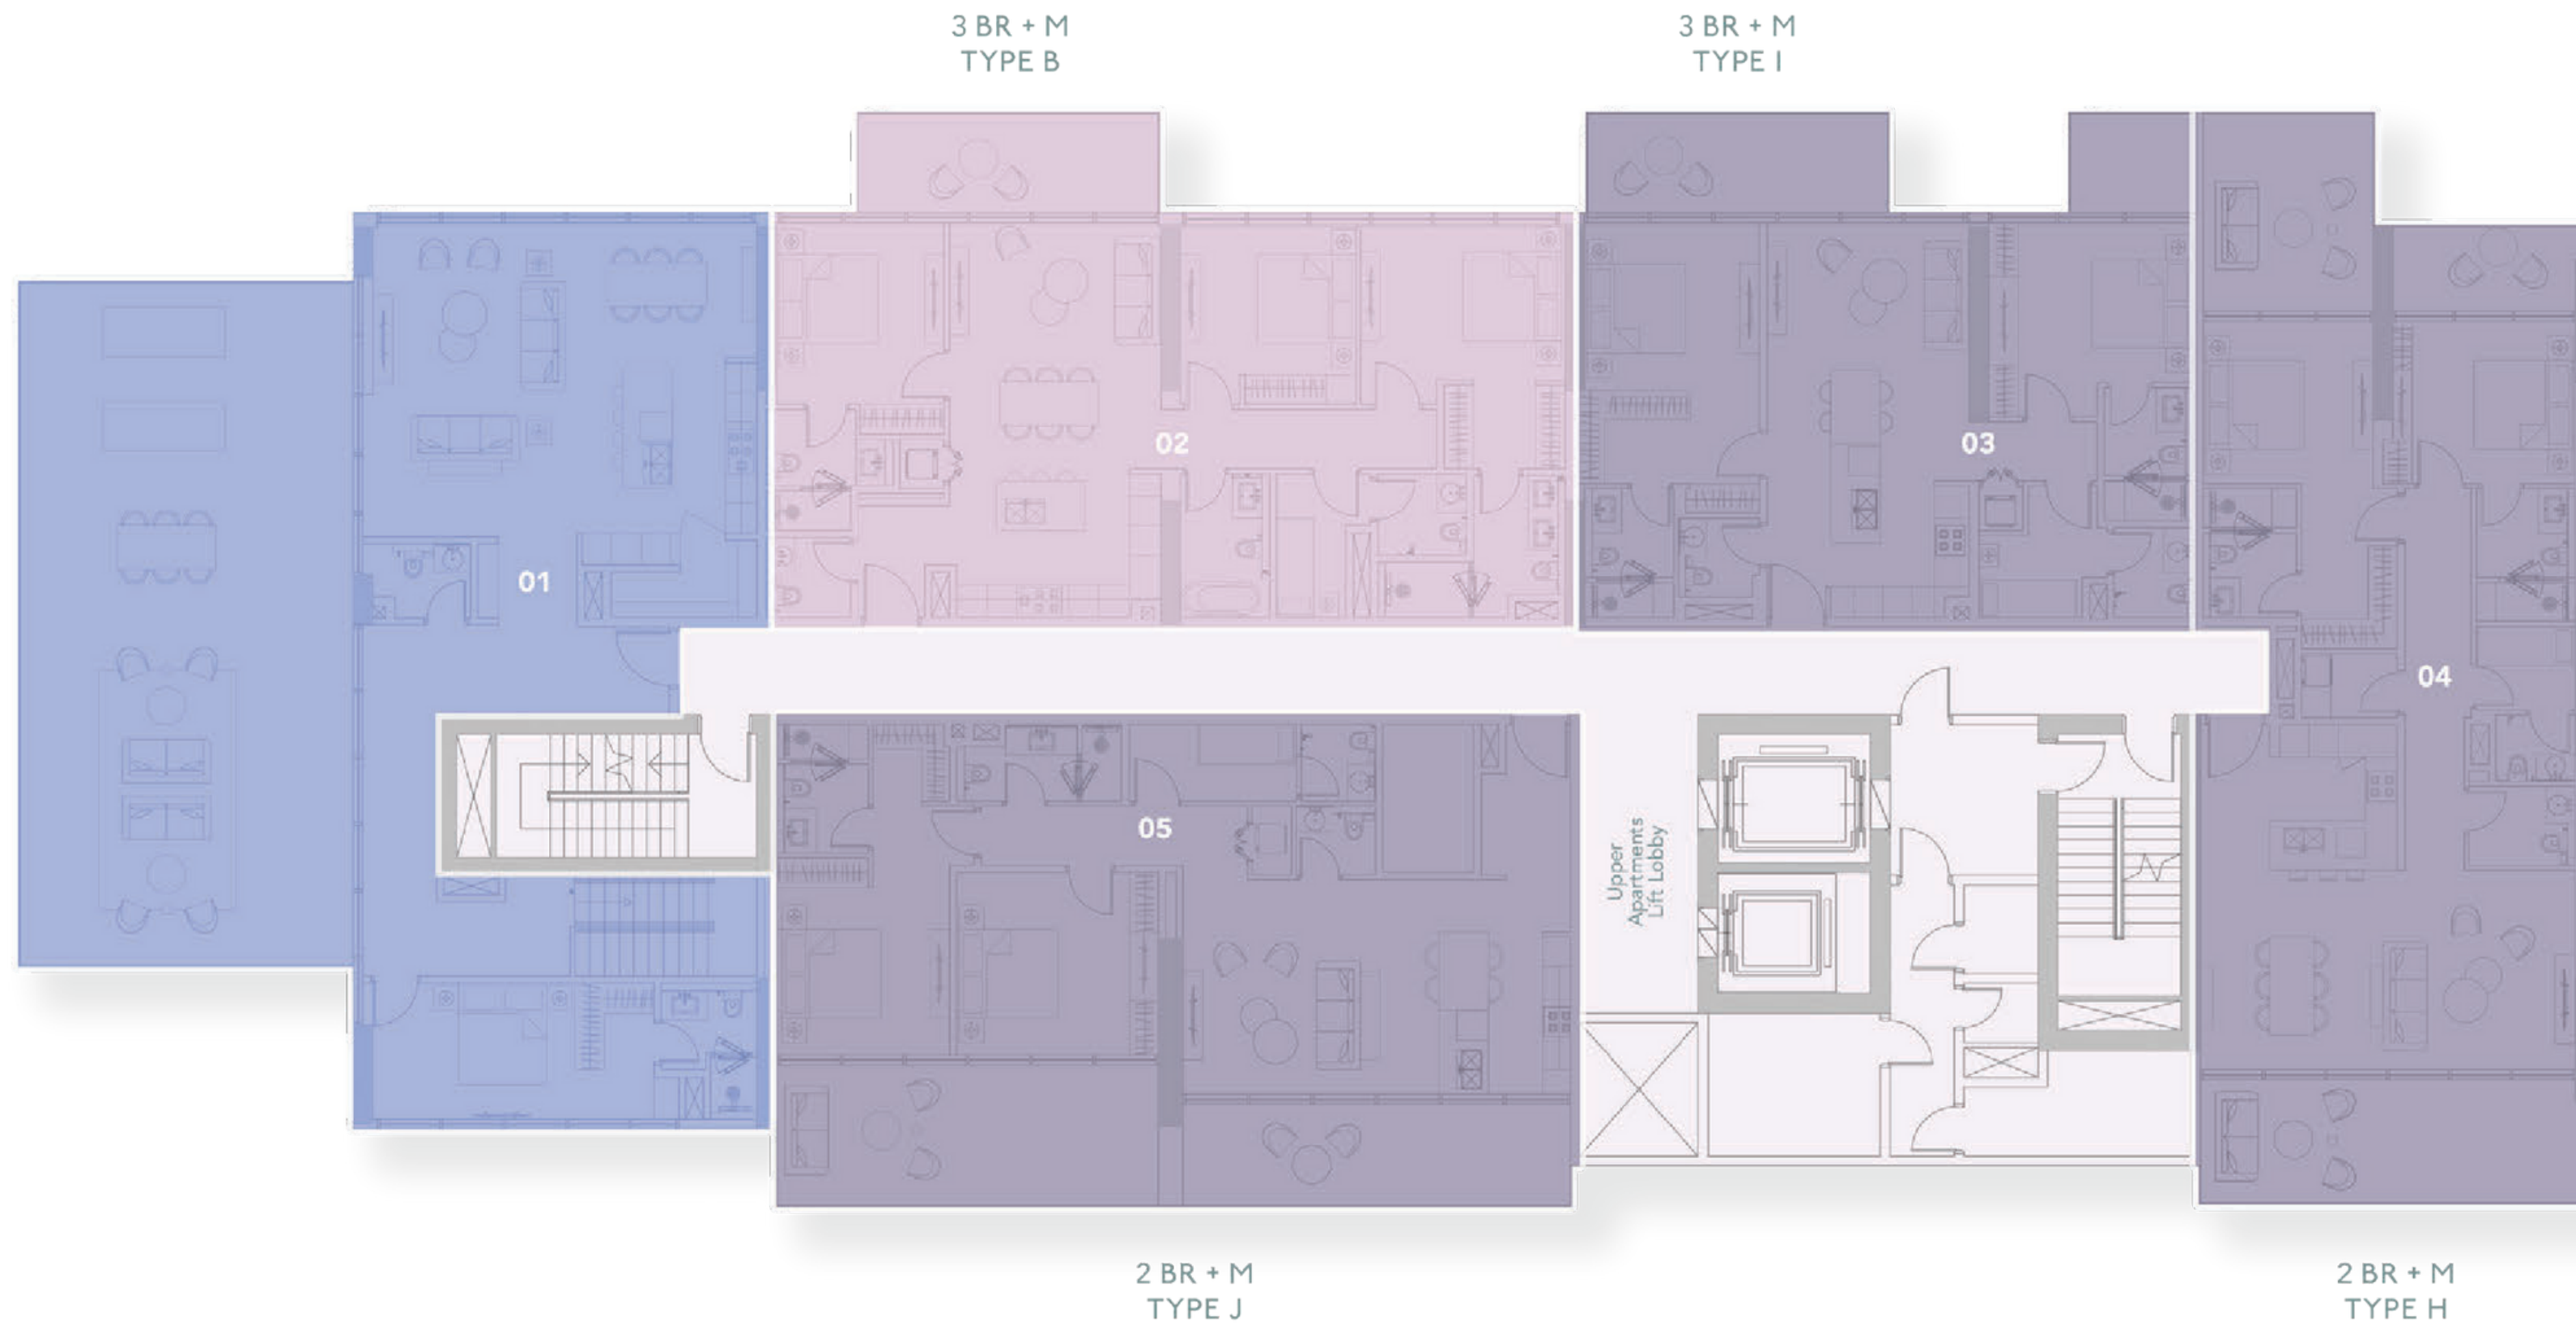 3 BR + M
TYPE B
3 BR + M
TYPE I
02
03
01
04
05
Upper
Apartments
Lift Lobby
2 BR + M
TYPE J
2 BR + M
TYPE H